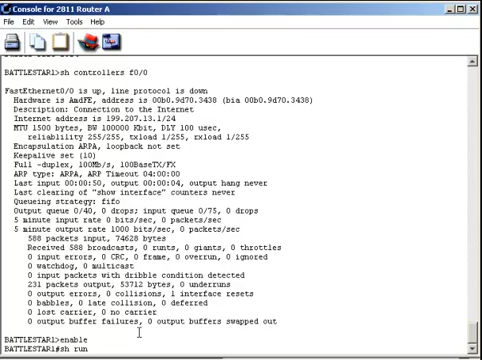 Console for 2811 Router A
File Edit View Tools Help
BATTLESTAR1>sh controllers f0/0
FastEthernet0/0 is up, line protocol is down
Hardware is AmdFE, address is 00b0.9d70.3438 (bia 00b0.9d70.3438)
Description: Connection to the Internet
Internet address is 199.207.13.1/24
MTU 1500 bytes, BW 100000 Kbit, DLY 100 usec,
reliablility 255/255, txload 1/255, rxload 1/255
Encapsulation ARPA, loopback not set
Keepalive set (10)
Full -duplex, 100Mb/s, 100BaseTX/FX
ARP type: ARPA, ARP Timeout 04:00:00
Last input 00:00:50, output 00:00:04, output hang never
Last clearing of "show interface" counters never
Queueing strategy: fifo
Output queue 0/40, 0 drops; input queue 0/75, 0 drops
5 minute input rate 0 bits/sec, 0 packets/sec
5 minute output rate 1000 bits/sec, 0 packets/sec
588 packets input, 74628 bytes
Received 588 broadcasts, 0 runts, 0 giants, 0 throttles
0 input errors, 0 CRC, 0 frame, 0 overrun, 0 ignored
0 watchdog, 0 multicast
0 input packets with dribble condition detected
231 packets output, 53712 bytes, 0 underruns
0 output errors, 0 collisions, 1 interface resets
0 babbles, 0 late collision, 0 deferred
0 lost carrier, 0 no carrier
0 output buffer failures, 0 output buffers swapped out
BATTLESTAR1>enable
BATTLESTAR1#sh run